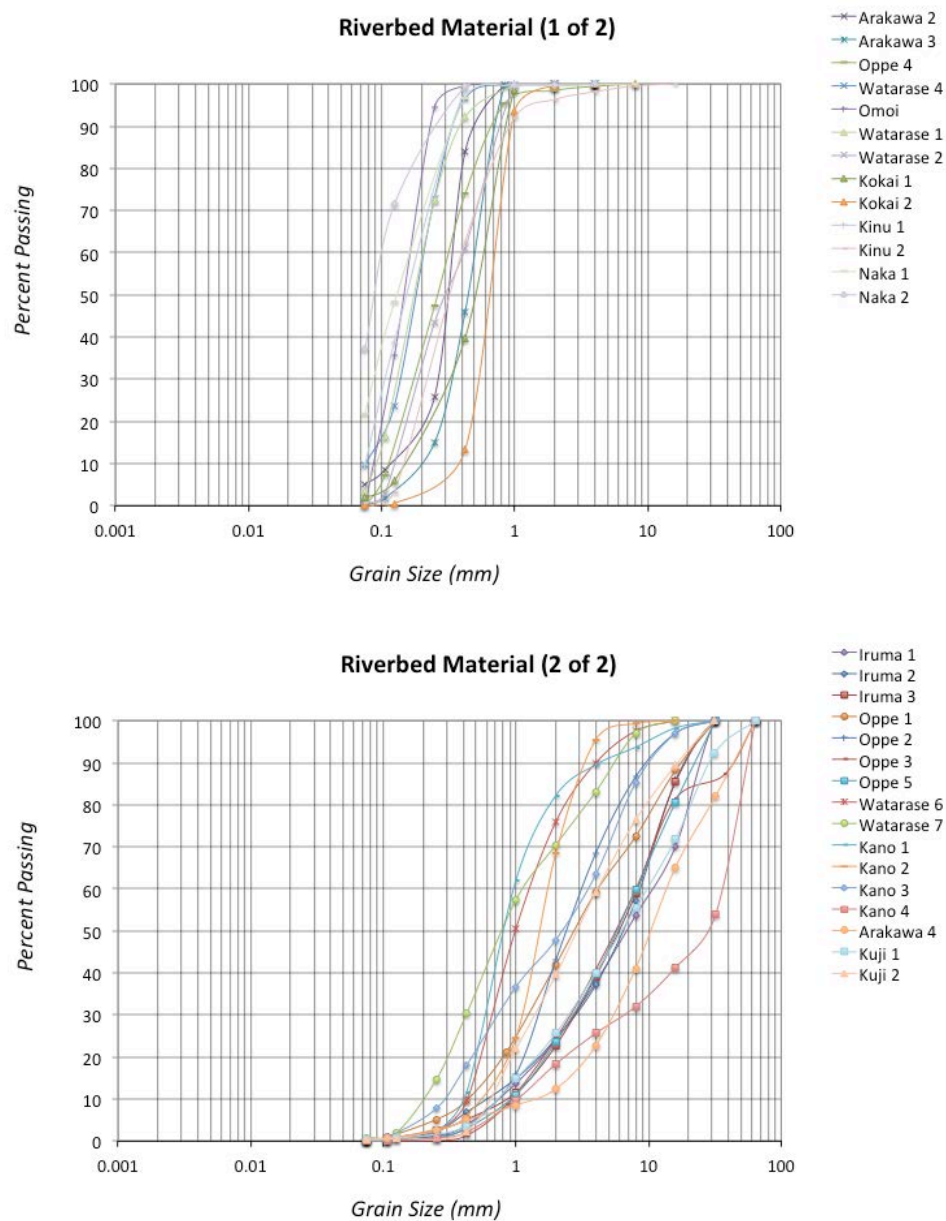 Riverbed Material (1 of 2)
Percent Passing
100
90
80
70
60
50
40
30
20
10
0
0.001
0.01
0.1
1
10
100
Grain Size (mm)
Arakawa 2
Arakawa 3
Oppe 4
Watarase 4
Omoi
Watarase 1
Watarase 2
Kokai 1
Kokai 2
Kinu 1
Kinu 2
Naka 1
Naka 2
Riverbed Material (2 of 2)
Percent Passing
100
90
80
70
60
50
40
30
20
10
0
0.001
0.01
0.1
1
10
100
Grain Size (mm)
Iruma 1
Iruma 2
Iruma 3
Oppe 1
Oppe 2
Oppe 3
Oppe 5
Watarase 6
Watarase 7
Kano 1
Kano 2
Kano 3
Kano 4
Arakawa 4
Kuji 1
Kuji 2